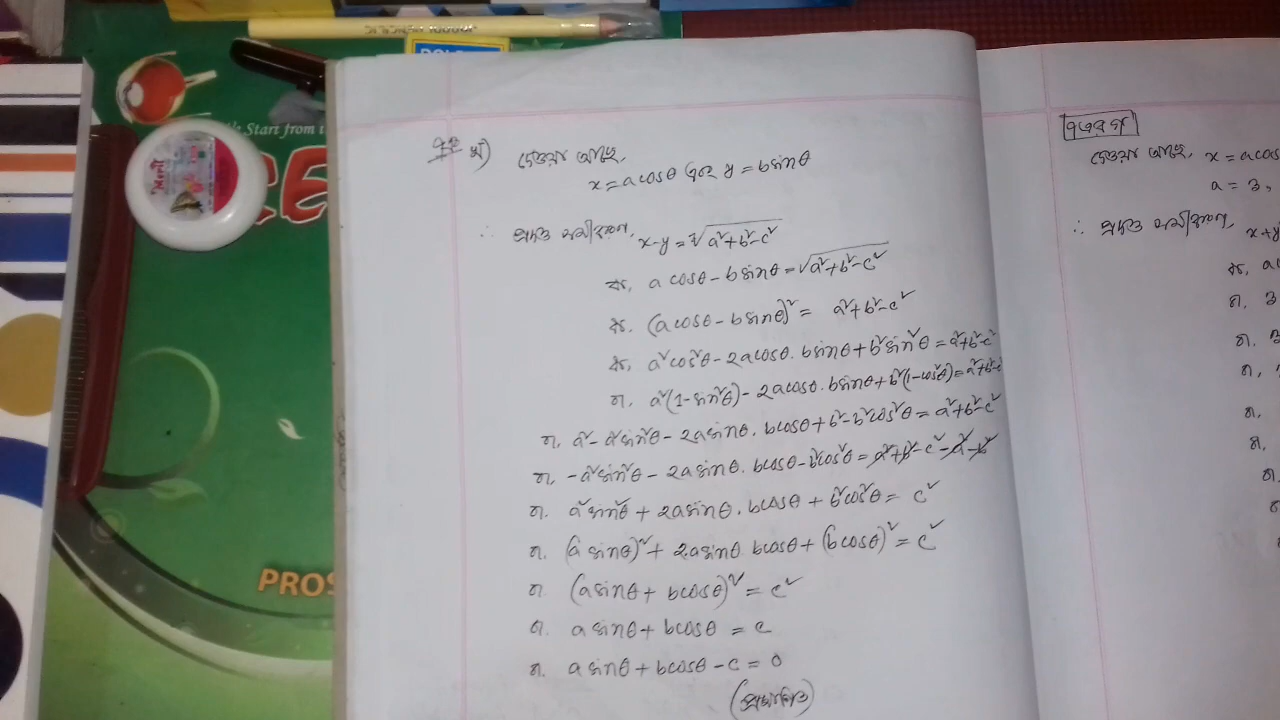 খ) দেওয়া আছে,
x = a cosθ এবং y = b sinθ
∴ প্রদত্ত সমীকরণ, x-y = √a²+b²-c²
বা, a cosθ - b sinθ = √a²+b²-c²
বা, (a cosθ - b sinθ)² = a²+b²-c²
বা, a²cos²θ - 2a cosθ. b sinθ + b²sin²θ = a²+b²-c²
বা, a²(1-sin²θ) - 2a cosθ. b sinθ + b²(1-cos²θ) = a²+b²-c
বা, a² - a²sin²θ - 2a sinθ. b cosθ + b² - b²cos²θ = a²+b²-c²
বা, -a²sin²θ - 2a sinθ. b cosθ - b²cos²θ = a²+b²-c²-a²-b²
বা, a²sin²θ + 2a sinθ. b cosθ + b²cos²θ = c²
বা, (a sinθ)² + 2a sinθ. b cosθ + (b cosθ)² = c²
বা, (a sinθ + b cosθ)² = c²
বা, a sinθ + b cosθ = c
বা, a sinθ + b cosθ - c = 0
(প্রমাণিত)
দেওয়া আছে, x = a cos
a = 3,
∴ প্রদত্ত সমীকরণ, x+y
বা, a
বা, 3
বা,
বা,
বা,
বা,
বা,
Start from
PROS